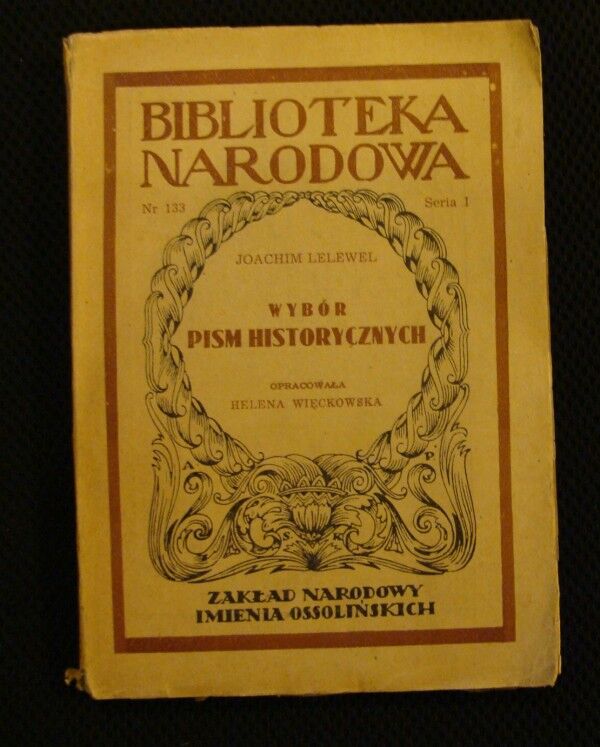 BIBLIOTEKA
NARODOWA
Nr 133 Seria I
JOACHIM LELEWEL
WYBÓR
PISM HISTORYCZNYCH
OPRACOWAŁA
HELENA WIĘCKOWSKA
A P
S K
ZAKŁAD NARODOWY
IMIENIA OSSOLIŃSKICH